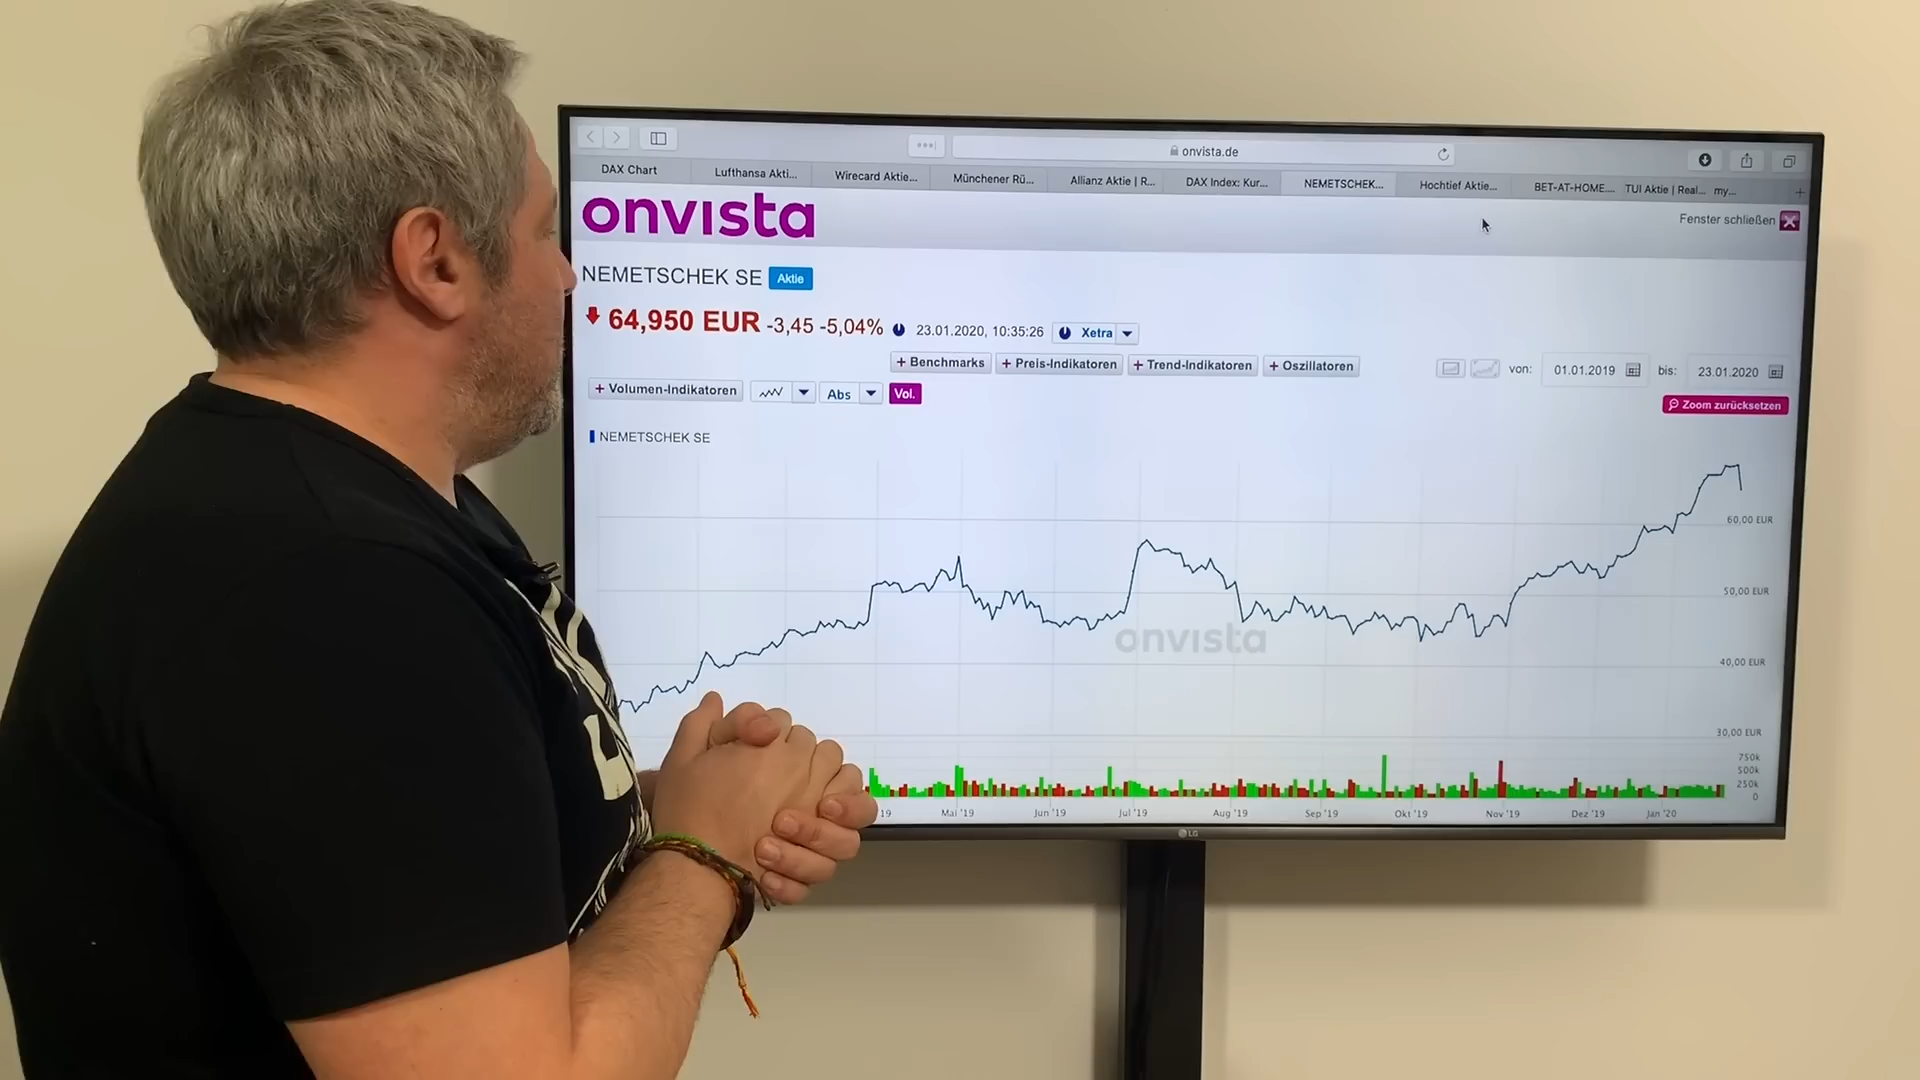 onvista.de
DAX Chart
Lufthansa Akti...
Wirecard Aktie...
Münchener Rü...
Allianz Aktie | R...
DAX Index: Kur...
NEMETSCHEK...
Hochtief Aktie...
BET-AT-HOME....
TUI Aktie | Real...
my...
onvista
Fenster schließen
NEMETSCHEK SE Aktie
64,950 EUR -3,45 -5,04% 23.01.2020, 10:35:26 Xetra
+ Benchmarks + Preis-Indikatoren + Trend-Indikatoren + Oszillatoren von: 01.01.2019 bis: 23.01.2020
+ Volumen-Indikatoren Abs Vol. Zoom zurücksetzen
NEMETSCHEK SE
60,00 EUR
50,00 EUR
onvista
40,00 EUR
30,00 EUR
750k
500k
250k
0
19 Mai '19 Jun '19 Jul '19 Aug '19 Sep '19 Okt '19 Nov '19 Dez '19 Jan '20
LG